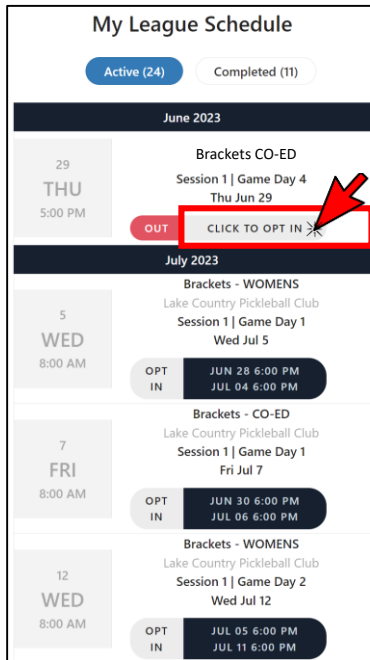 My League Schedule
Active (24)
Completed (11)
June 2023
29
THU
5:00 PM
Brackets CO-ED
Session 1 | Game Day 4
Thu Jun 29
OUT
CLICK TO OPT IN
July 2023
5
WED
8:00 AM
Brackets - WOMENS
Lake Country Pickleball Club
Session 1 | Game Day 1
Wed Jul 5
OPT
IN
JUN 28 6:00 PM
JUL 04 6:00 PM
7
FRI
8:00 AM
Brackets - CO-ED
Lake Country Pickleball Club
Session 1 | Game Day 1
Fri Jul 7
OPT
IN
JUN 30 6:00 PM
JUL 06 6:00 PM
12
WED
8:00 AM
Brackets - WOMENS
Lake Country Pickleball Club
Session 1 | Game Day 2
Wed Jul 12
OPT
IN
JUL 05 6:00 PM
JUL 11 6:00 PM